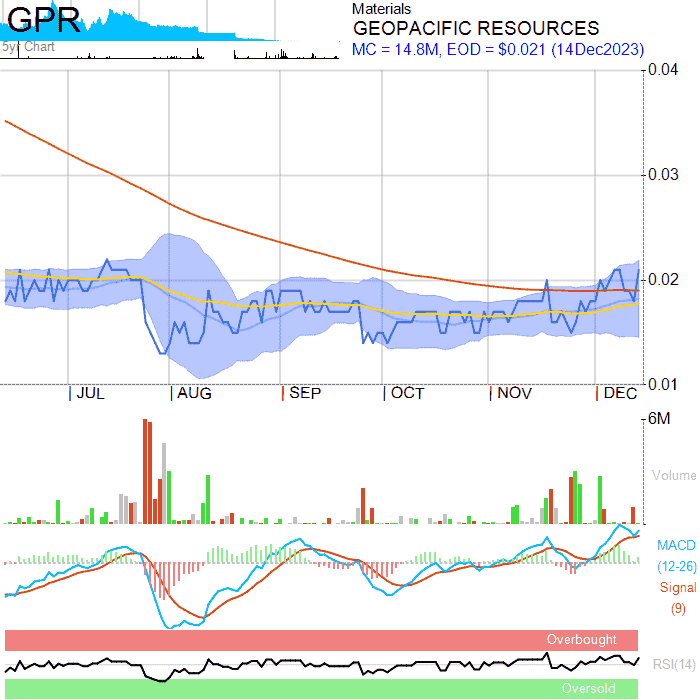 GPR
5yr Chart
Materials
GEOPACIFIC RESOURCES
MC = 14.8M, EOD = $0.021 (14Dec2023)
0.04
0.03
0.02
0.01
JUL AUG SEP OCT NOV DEC
6M
Volume
MACD
(12-26)
Signal
(9)
Overbought
RSI(14)
Oversold